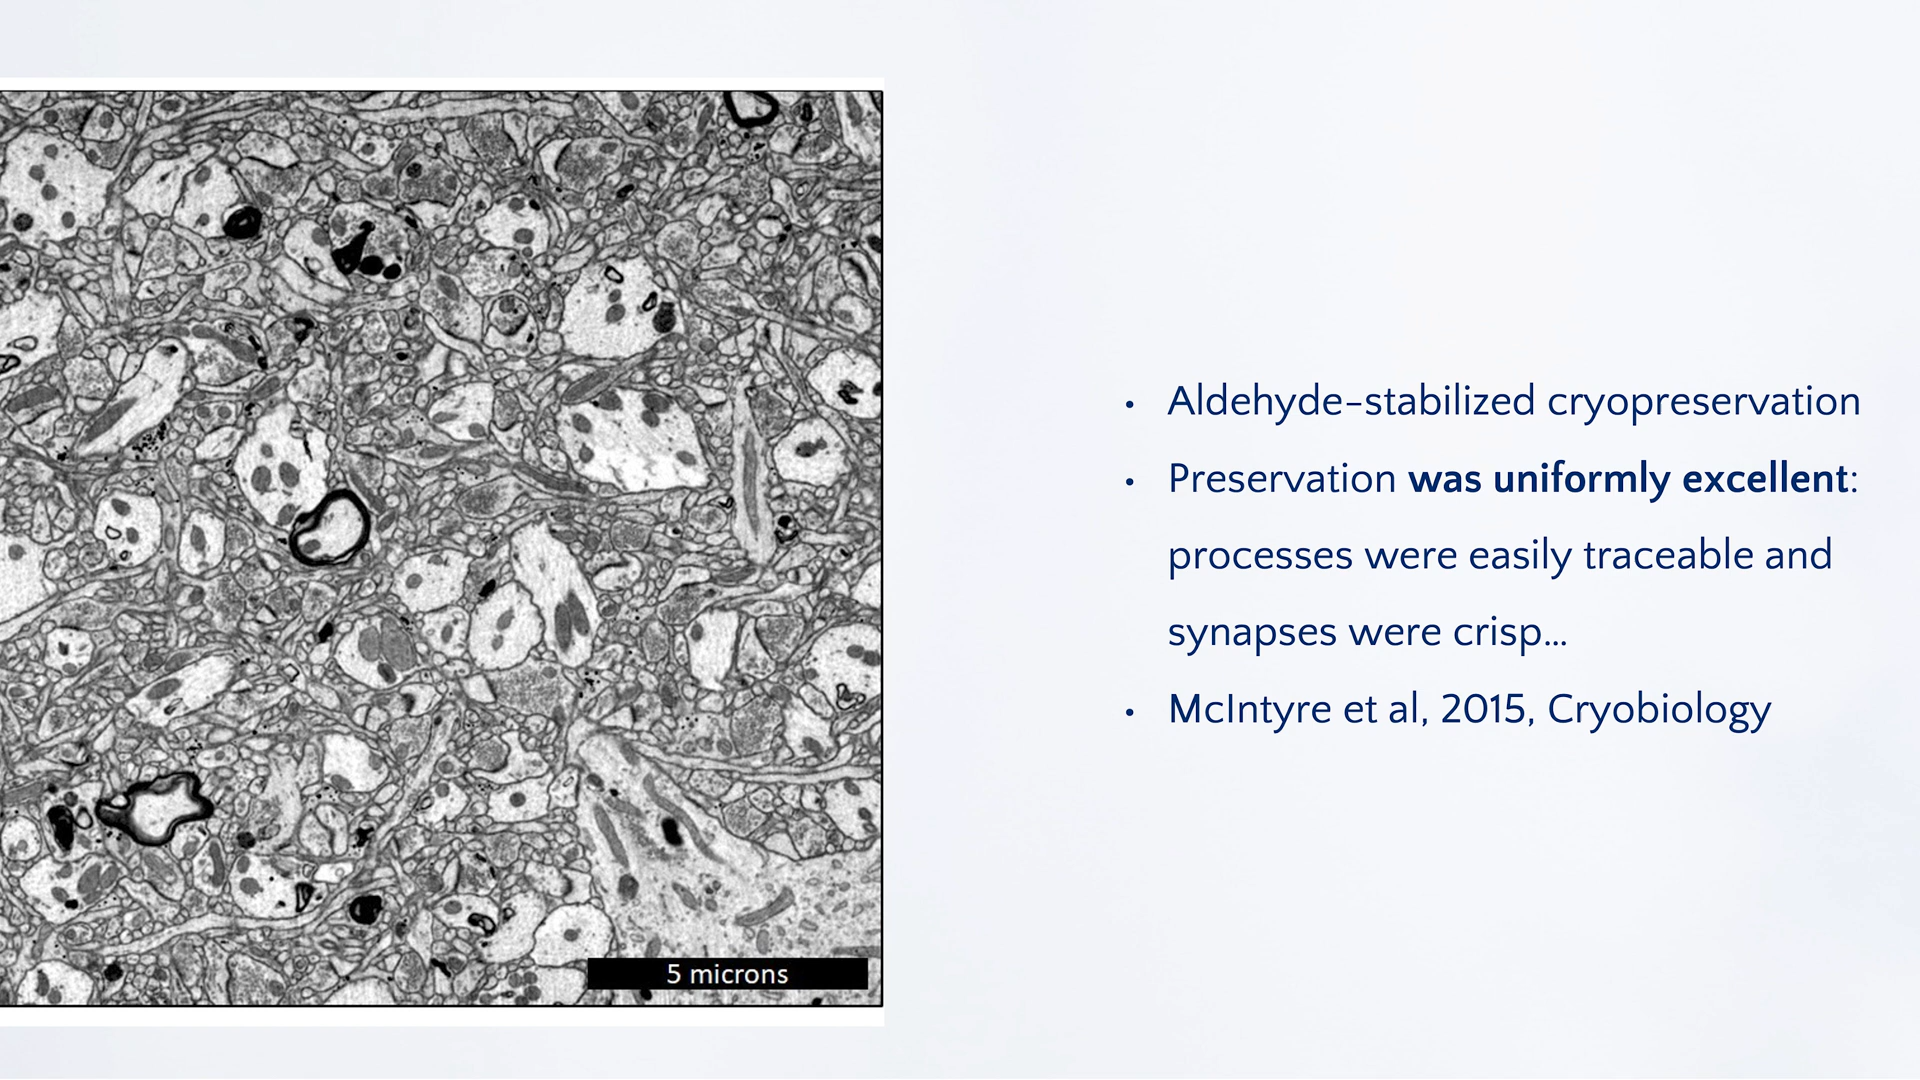 • Aldehyde-stabilized cryopreservation
• Preservation was uniformly excellent:
processes were easily traceable and
synapses were crisp...
• McIntyre et al, 2015, Cryobiology
5 microns